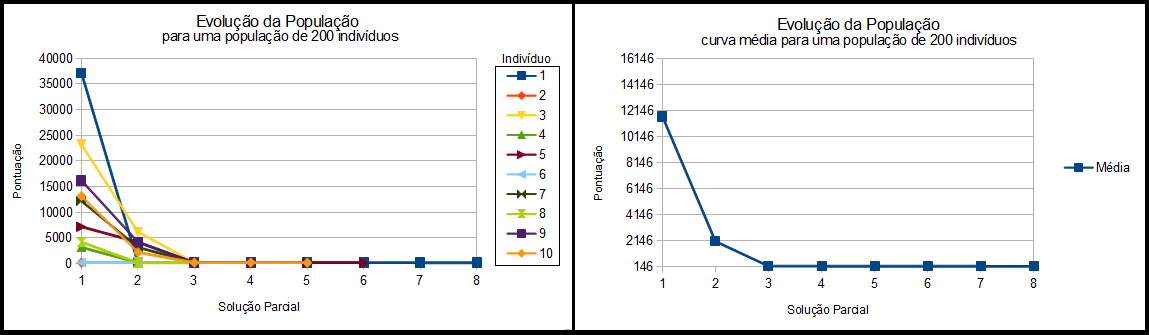 Evolução da População
para uma população de 200 indivíduos
40000
35000
30000
25000
20000
15000
10000
5000
0
1 2 3 4 5 6 7 8
Pontuação
Solução Parcial
Indivíduo
1
2
3
4
5
6
7
8
9
10
Evolução da População
curva média para uma população de 200 indivíduos
16146
14146
12146
10146
8146
6146
4146
2146
146
1 2 3 4 5 6 7 8
Pontuação
Solução Parcial
Média